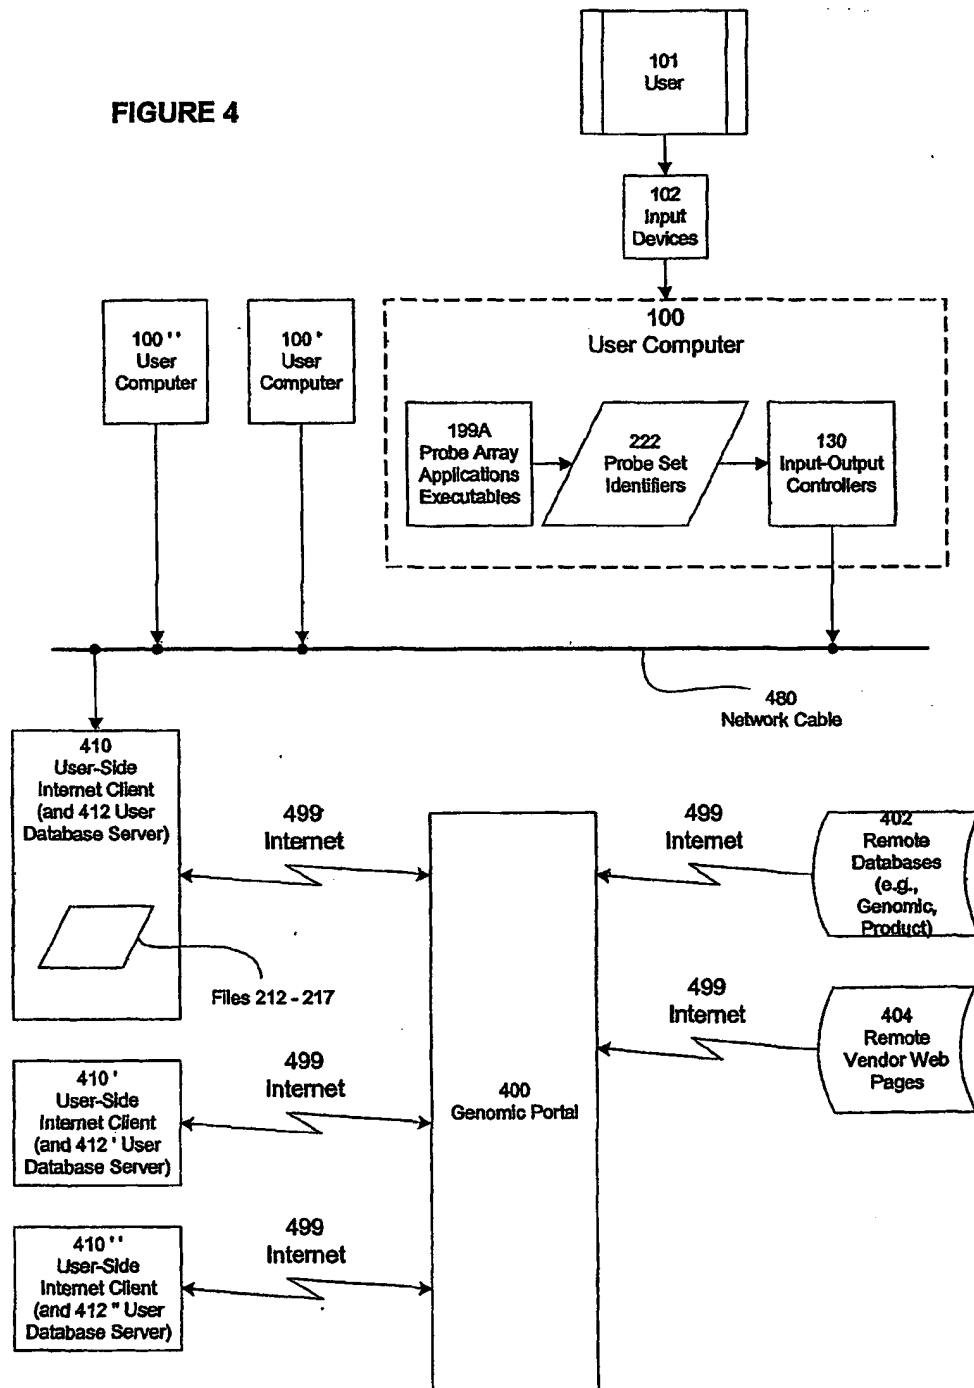 FIGURE 4
101
User
102
Input
Devices
100 ''
User
Computer
100 '
User
Computer
100
User Computer
199A
Probe Array
Applications
Executables
222
Probe Set
Identifiers
130
Input-Output
Controllers
480
Network Cable
410
User-Side
Internet Client
(and 412 User
Database Server)
Files 212 - 217
499
Internet
400
Genomic Portal
499
Internet
402
Remote
Databases
(e.g.,
Genomic,
Product)
499
Internet
404
Remote
Vendor Web
Pages
410 '
User-Side
Internet Client
(and 412 ' User
Database Server)
499
Internet
410 ''
User-Side
Internet Client
(and 412 '' User
Database Server)
499
Internet